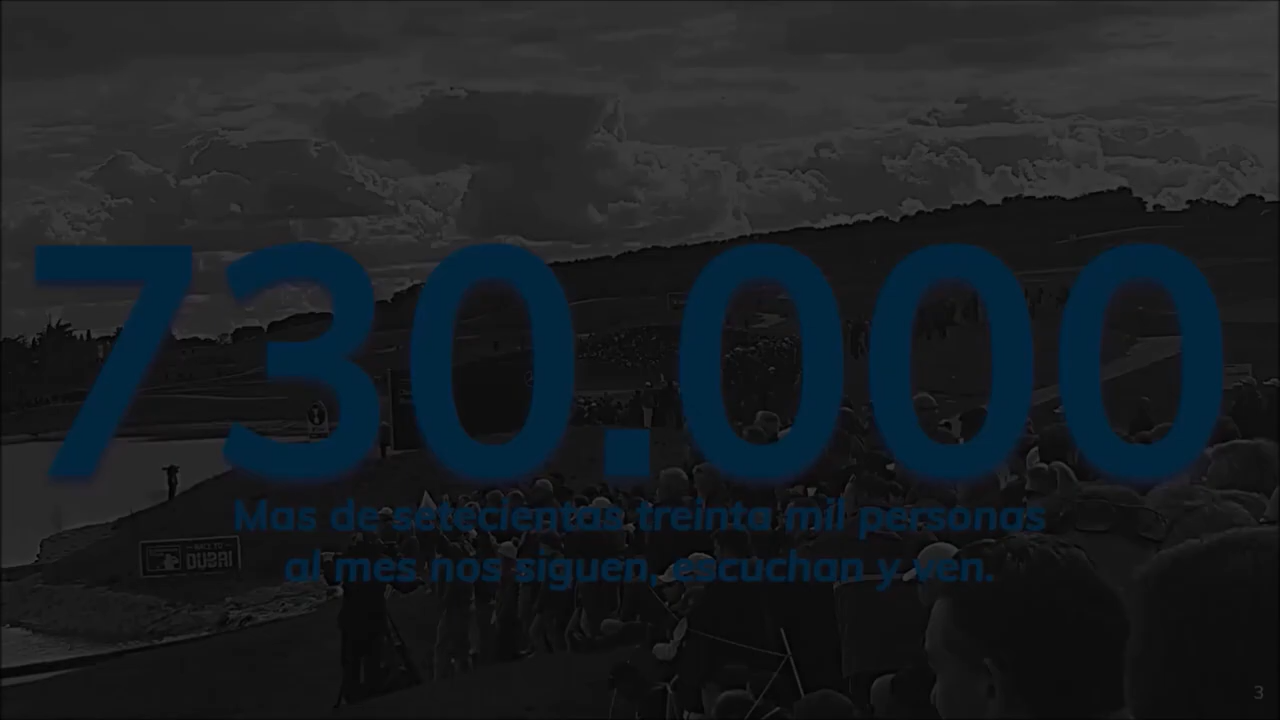 730.000
Mas de setecientas treinta mil personas
al mes nos siguen, escuchan y ven.
DUBAI
3